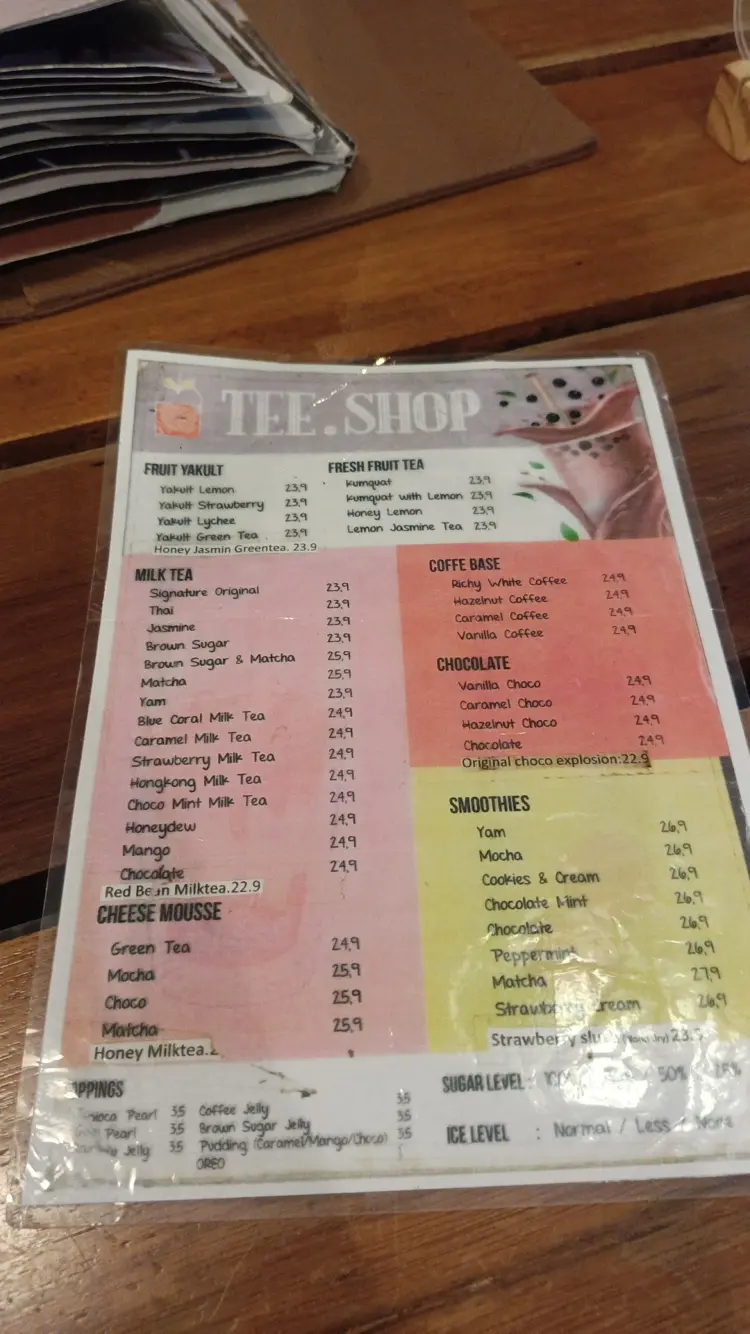 TEE.SHOP
FRUIT YAKULT
Yakult Lemon 23,9
Yakult Strawberry 23,9
Yakult Lychee 23,9
Yakult Green Tea 23,9
Honey Jasmin Greentea. 23.9
FRESH FRUIT TEA
Kumquat 23,9
Kumquat with Lemon 23,9
Honey Lemon 23,9
Lemon Jasmine Tea 23,9
MILK TEA
Signature Original 23,9
Thai 23,9
Jasmine 23,9
Brown Sugar 23,9
Brown Sugar & Matcha 25,9
Matcha 25,9
Yam 23,9
Blue Coral Milk Tea 24,9
Caramel Milk Tea 24,9
Strawberry Milk Tea 24,9
Hongkong Milk Tea 24,9
Choco Mint Milk Tea 24,9
Honeydew 24,9
Mango 24,9
Chocolate 24,9
Red Bean Milktea.22.9
CHEESE MOUSSE
Green Tea 24,9
Mocha 25,9
Choco 25,9
Matcha 25,9
Honey Milktea.
COFFE BASE
Richy White Coffee 24,9
Hazelnut Coffee 24,9
Caramel Coffee 24,9
Vanilla Coffee 24,9
CHOCOLATE
Vanilla Choco 24,9
Caramel Choco 24,9
Hazelnut Choco 24,9
Chocolate 24,9
Original choco explosion:22.9
SMOOTHIES
Yam 26,9
Mocha 26,9
Cookies & Cream 26,9
Chocolate Mint 26,9
Chocolate 26,9
Peppermint 26,9
Matcha 27,9
Strawberry Cream 26,9
Strawberry 23.9
Pearl 35
Pearl 35
Jelly 35
Coffee Jelly 35
Brown Sugar Jelly 35
Pudding (Caramel/Mango/Choco) 35
OREO
SUGAR LEVEL : 50% 25%
ICE LEVEL : Normal / Less / None